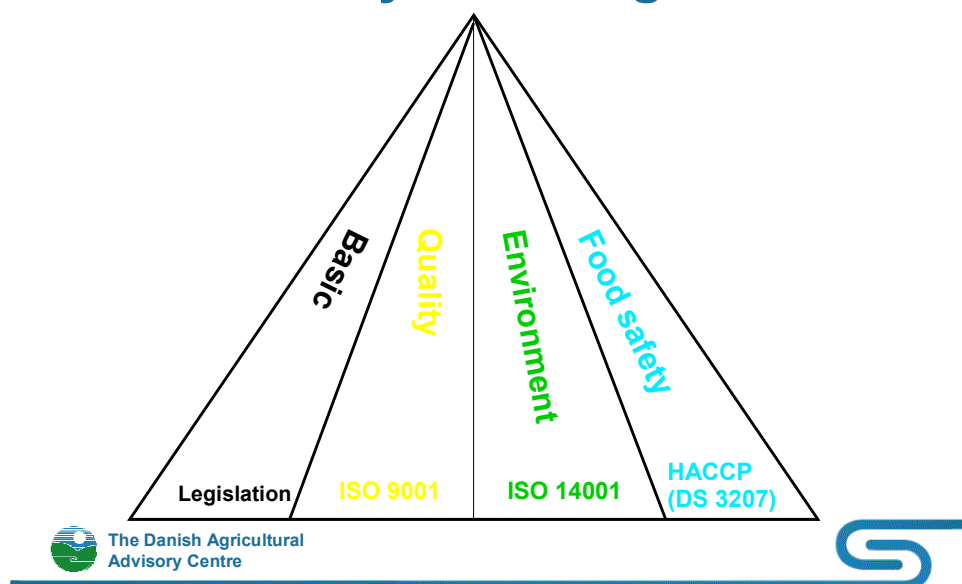 Basic
Quality
Environment
Food safety
Legislation
ISO 9001
ISO 14001
HACCP
(DS 3207)
The Danish Agricultural
Advisory Centre